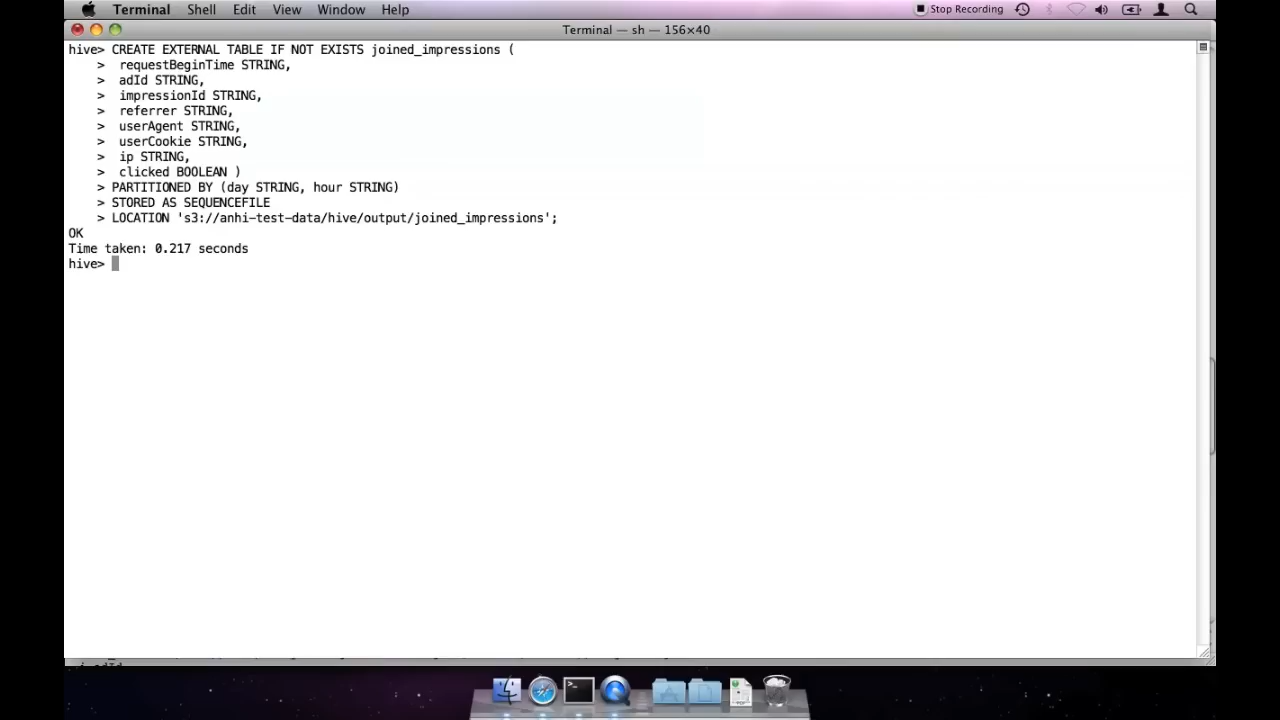 Terminal Shell Edit View Window Help Stop Recording
Terminal — sh — 156×40
hive> CREATE EXTERNAL TABLE IF NOT EXISTS joined_impressions (
> requestBeginTime STRING,
> adId STRING,
> impressionId STRING,
> referrer STRING,
> userAgent STRING,
> userCookie STRING,
> ip STRING,
> clicked BOOLEAN )
> PARTITIONED BY (day STRING, hour STRING)
> STORED AS SEQUENCEFILE
> LOCATION 's3://anhi-test-data/hive/output/joined_impressions';
OK
Time taken: 0.217 seconds
hive>